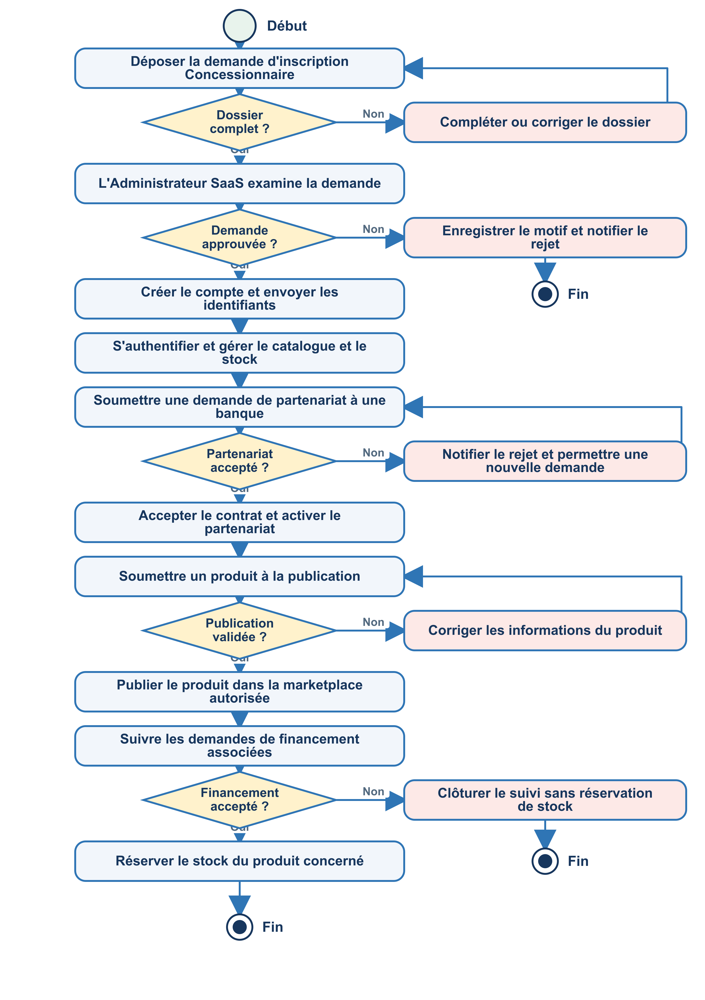 Début
Déposer la demande d'inscription
Concessionnaire
Dossier
complet ?
Non
Compléter ou corriger le dossier
Oui
L'Administrateur SaaS examine la demande
Demande
approuvée ?
Non
Enregistrer le motif et notifier le
rejet
Oui
Fin
Créer le compte et envoyer les
identifiants
S'authentifier et gérer le catalogue et le
stock
Soumettre une demande de partenariat à une
banque
Partenariat
accepté ?
Non
Notifier le rejet et permettre une
nouvelle demande
Oui
Accepter le contrat et activer le
partenariat
Soumettre un produit à la publication
Publication
validée ?
Non
Corriger les informations du produit
Oui
Publier le produit dans la marketplace
autorisée
Suivre les demandes de financement
associées
Financement
accepté ?
Non
Clôturer le suivi sans réservation
de stock
Oui
Réserver le stock du produit concerné
Fin
Fin